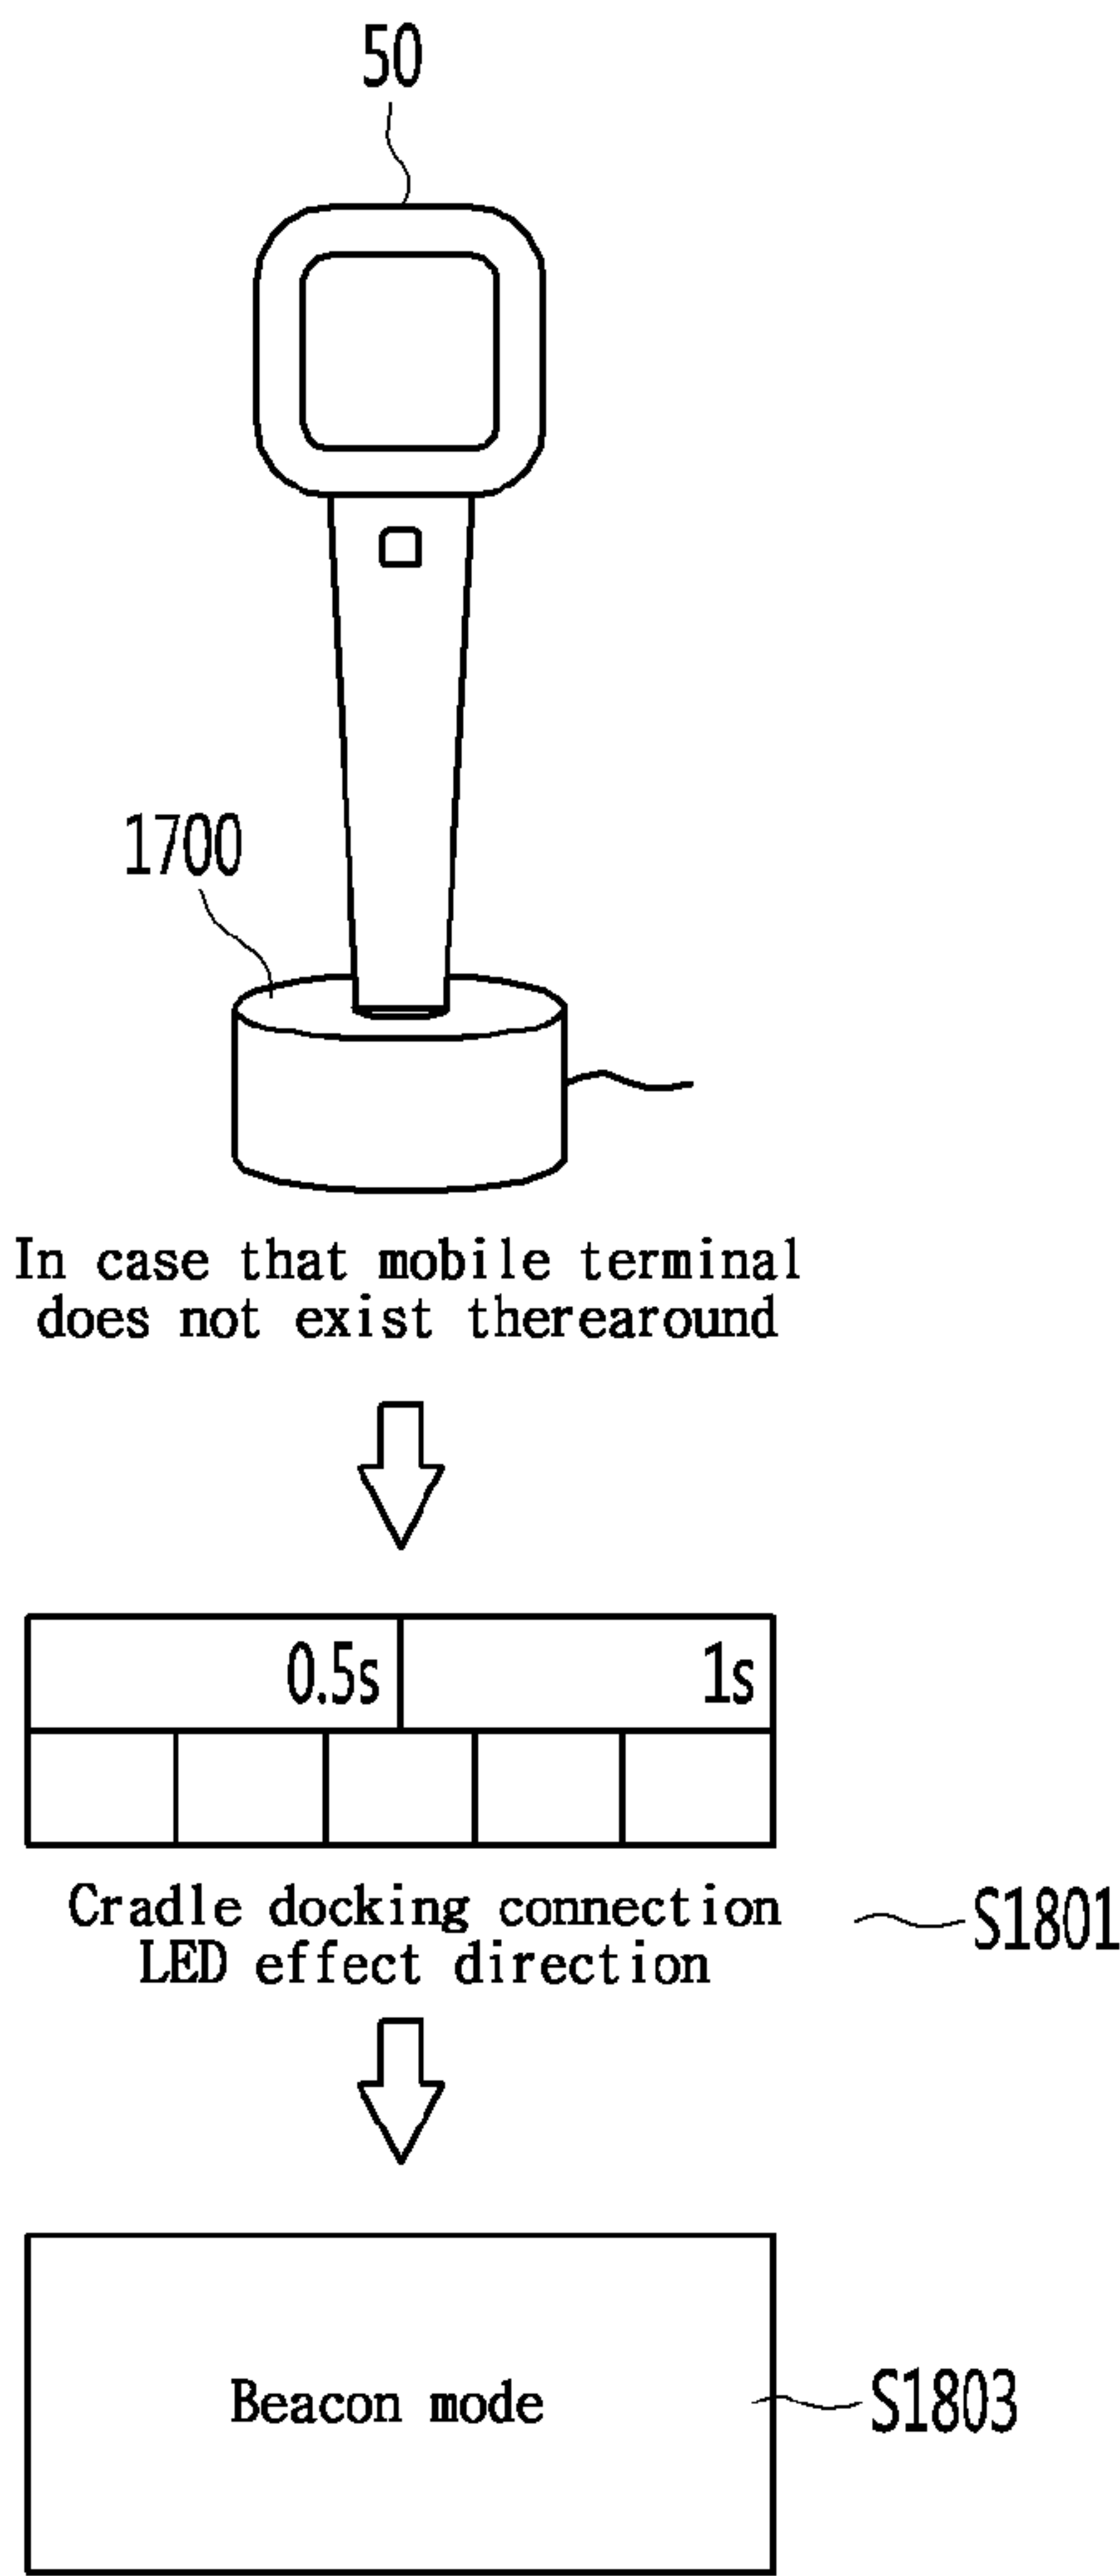 50
1700
In case that mobile terminal
does not exist therearound
0.5s 1s
Cradle docking connection
LED effect direction
S1801
Beacon mode
S1803